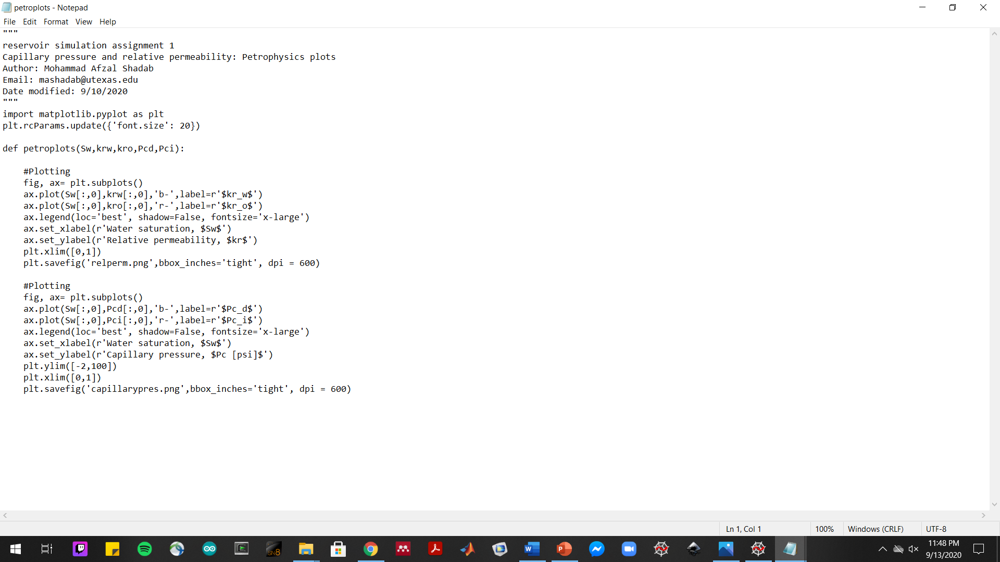 petroplots - Notepad
File Edit Format View Help
"""
reservoir simulation assignment 1
Capillary pressure and relative permeability: Petrophysics plots
Author: Mohammad Afzal Shadab
Email: mashadab@utexas.edu
Date modified: 9/10/2020
"""
import matplotlib.pyplot as plt
plt.rcParams.update({'font.size': 20})
def petroplots(Sw,krw,kro,Pcd,Pci):
#Plotting
fig, ax= plt.subplots()
ax.plot(Sw[:,0],krw[:,0],'b-',label=r'$kr_w$')
ax.plot(Sw[:,0],kro[:,0],'r-',label=r'$kr_o$')
ax.legend(loc='best', shadow=False, fontsize='x-large')
ax.set_xlabel(r'Water saturation, $Sw$')
ax.set_ylabel(r'Relative permeability, $kr$')
plt.xlim([0,1])
plt.savefig('relperm.png',bbox_inches='tight', dpi = 600)
#Plotting
fig, ax= plt.subplots()
ax.plot(Sw[:,0],Pcd[:,0],'b-',label=r'$Pc_d$')
ax.plot(Sw[:,0],Pci[:,0],'r-',label=r'$Pc_i$')
ax.legend(loc='best', shadow=False, fontsize='x-large')
ax.set_xlabel(r'Water saturation, $Sw$')
ax.set_ylabel(r'Capillary pressure, $Pc [psi]$')
plt.ylim([-2,100])
plt.xlim([0,1])
plt.savefig('capillarypres.png',bbox_inches='tight', dpi = 600)
Ln 1, Col 1 100% Windows (CRLF) UTF-8
SN8
W
P
11:48 PM
9/13/2020